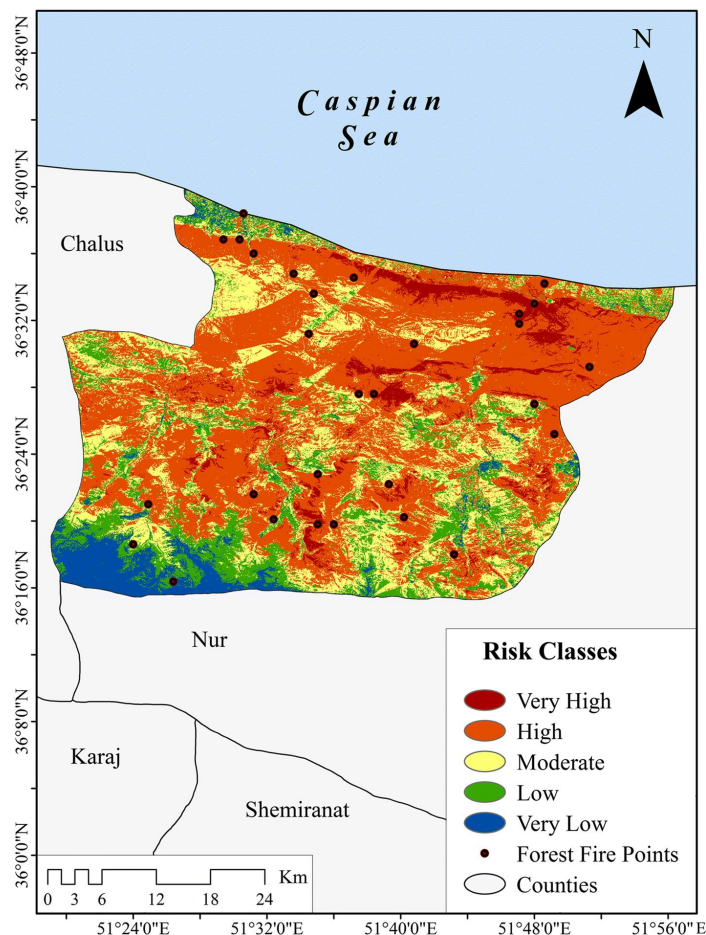 36°48'0"N
N
Caspian
Sea
36°40'0"N
Chalus
36°32'0"N
36°24'0"N
36°16'0"N
Nur
Risk Classes
Very High
36°8'0"N
High
Karaj
Moderate
Low
Shemiranat
Very Low
36°0'0"N
Forest Fire Points
Km
Counties
0 3 6 12 18 24
51°24'0"E 51°32'0"E 51°40'0"E 51°48'0"E 51°56'0"E